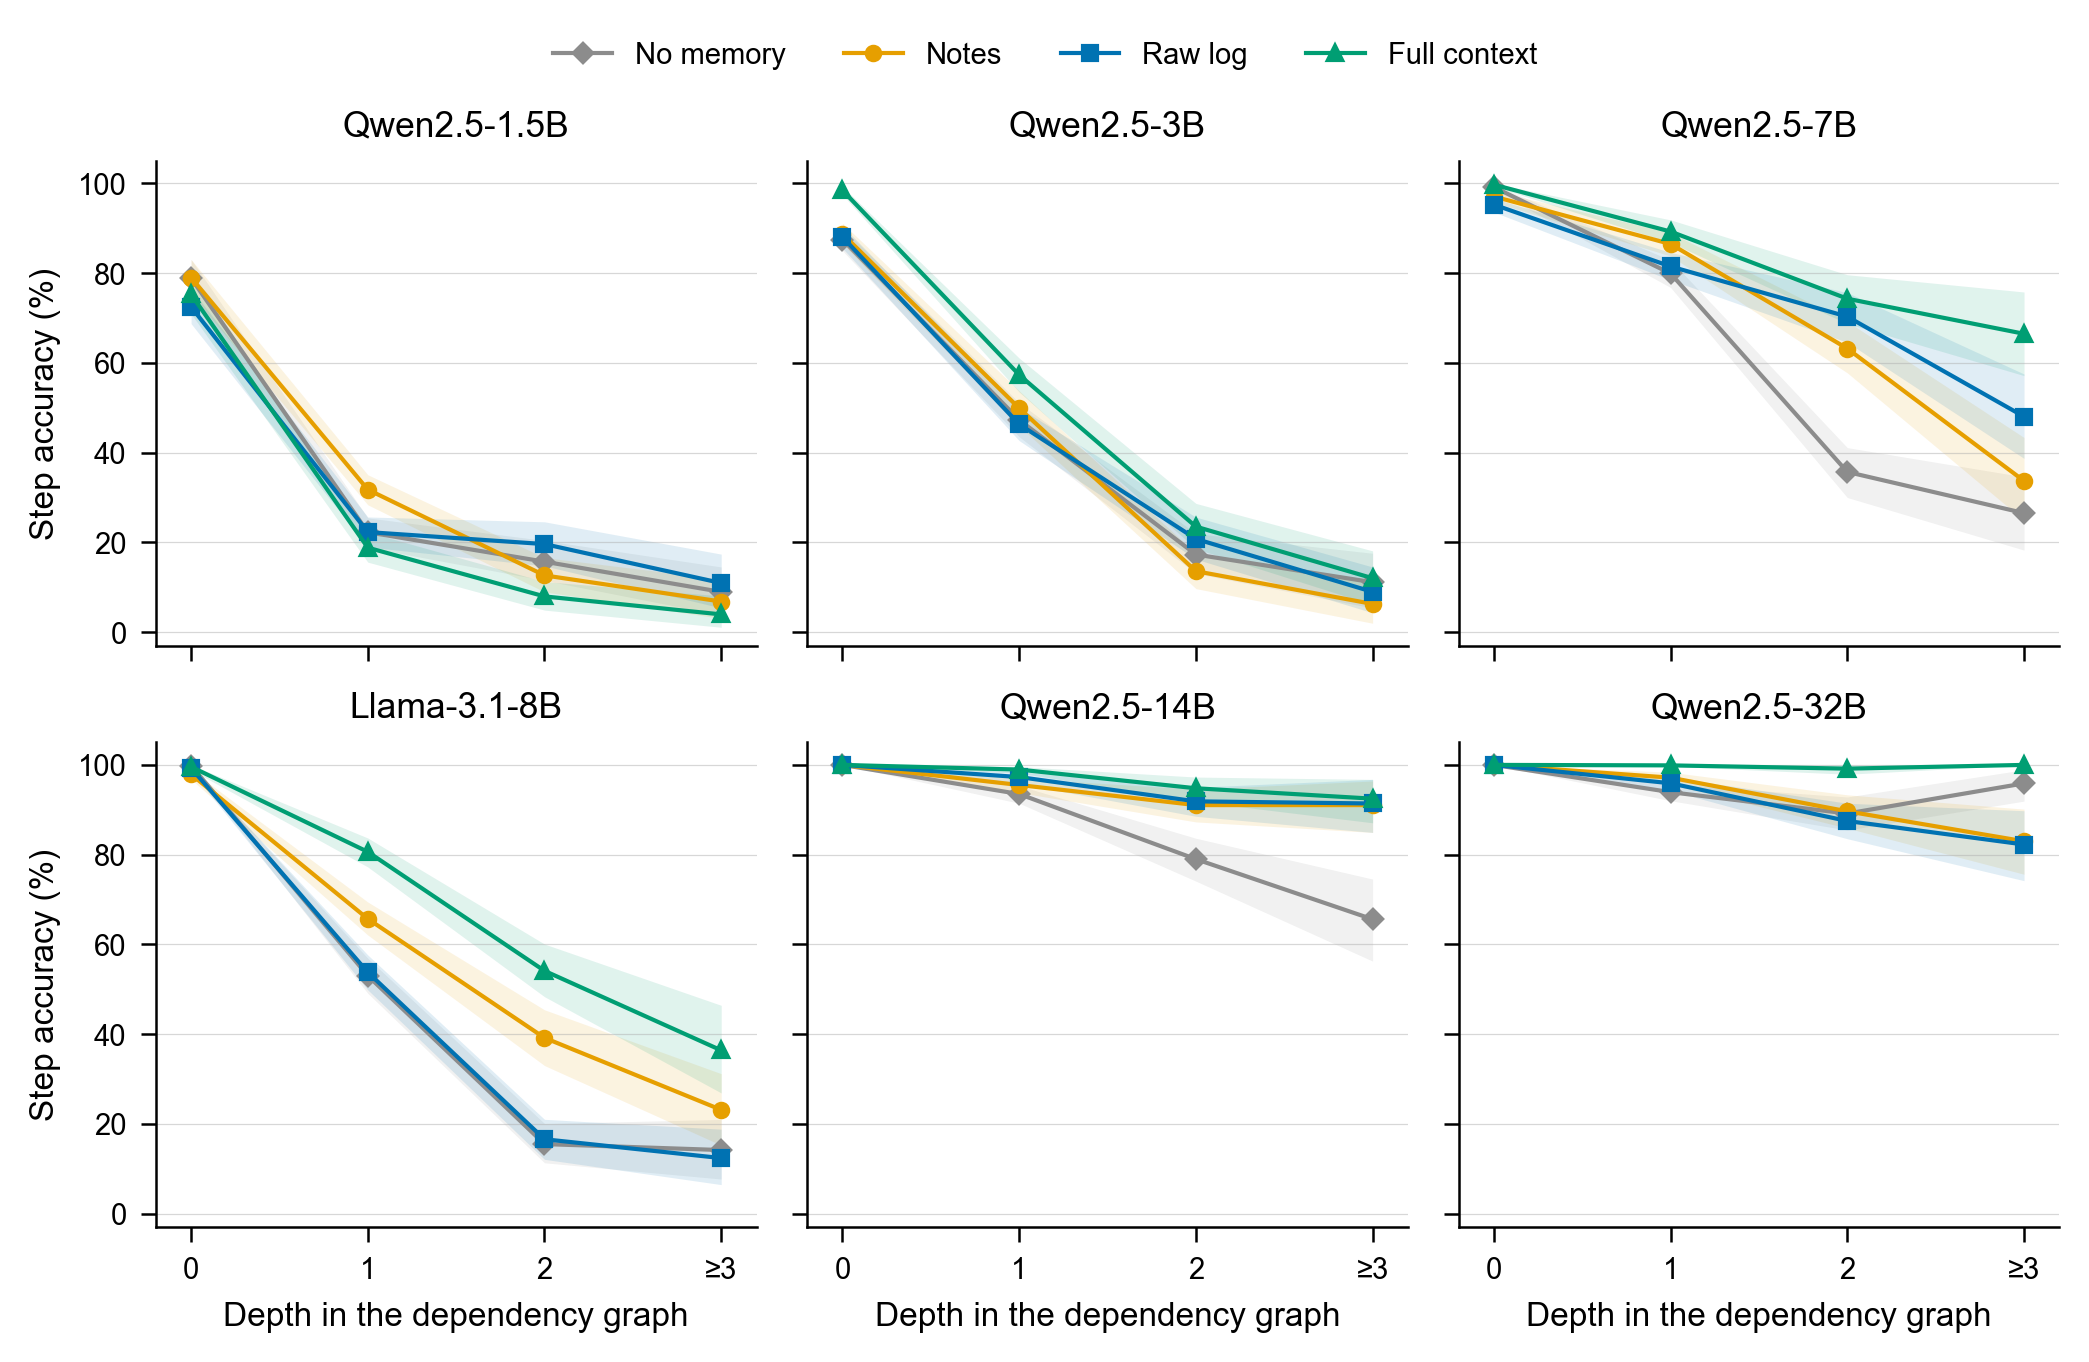 No memory Notes Raw log Full context
Qwen2.5-1.5B Qwen2.5-3B Qwen2.5-7B
Step accuracy (%)
100
80
60
40
20
0
Llama-3.1-8B Qwen2.5-14B Qwen2.5-32B
Step accuracy (%)
100
80
60
40
20
0
0 1 2 ≥3 0 1 2 ≥3 0 1 2 ≥3
Depth in the dependency graph Depth in the dependency graph Depth in the dependency graph